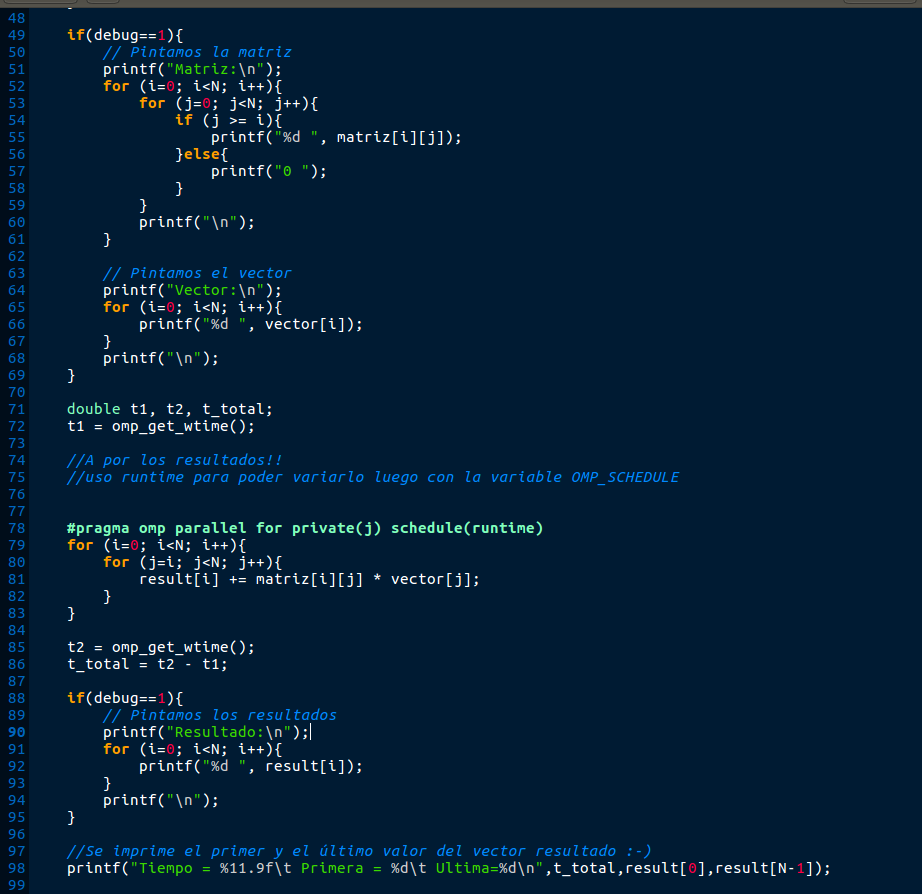 48
49 if(debug==1){
50 // Pintamos la matriz
51 printf("Matriz:\n");
52 for (i=0; i<N; i++){
53 for (j=0; j<N; j++){
54 if (j >= i){
55 printf("%d ", matriz[i][j]);
56 }else{
57 printf("0 ");
58 }
59 }
60 printf("\n");
61 }
62
63 // Pintamos el vector
64 printf("Vector:\n");
65 for (i=0; i<N; i++){
66 printf("%d ", vector[i]);
67 }
68 printf("\n");
69 }
70
71 double t1, t2, t_total;
72 t1 = omp_get_wtime();
73
74 //A por los resultados!!
75 //uso runtime para poder variarlo luego con la variable OMP_SCHEDULE
76
77
78 #pragma omp parallel for private(j) schedule(runtime)
79 for (i=0; i<N; i++){
80 for (j=i; j<N; j++){
81 result[i] += matriz[i][j] * vector[j];
82 }
83 }
84
85 t2 = omp_get_wtime();
86 t_total = t2 - t1;
87
88 if(debug==1){
89 // Pintamos los resultados
90 printf("Resultado:\n");
91 for (i=0; i<N; i++){
92 printf("%d ", result[i]);
93 }
94 printf("\n");
95 }
96
97 //Se imprime el primer y el último valor del vector resultado :-)
98 printf("Tiempo = %11.9f\t Primera = %d\t Ultima=%d\n",t_total,result[0],result[N-1]);
99